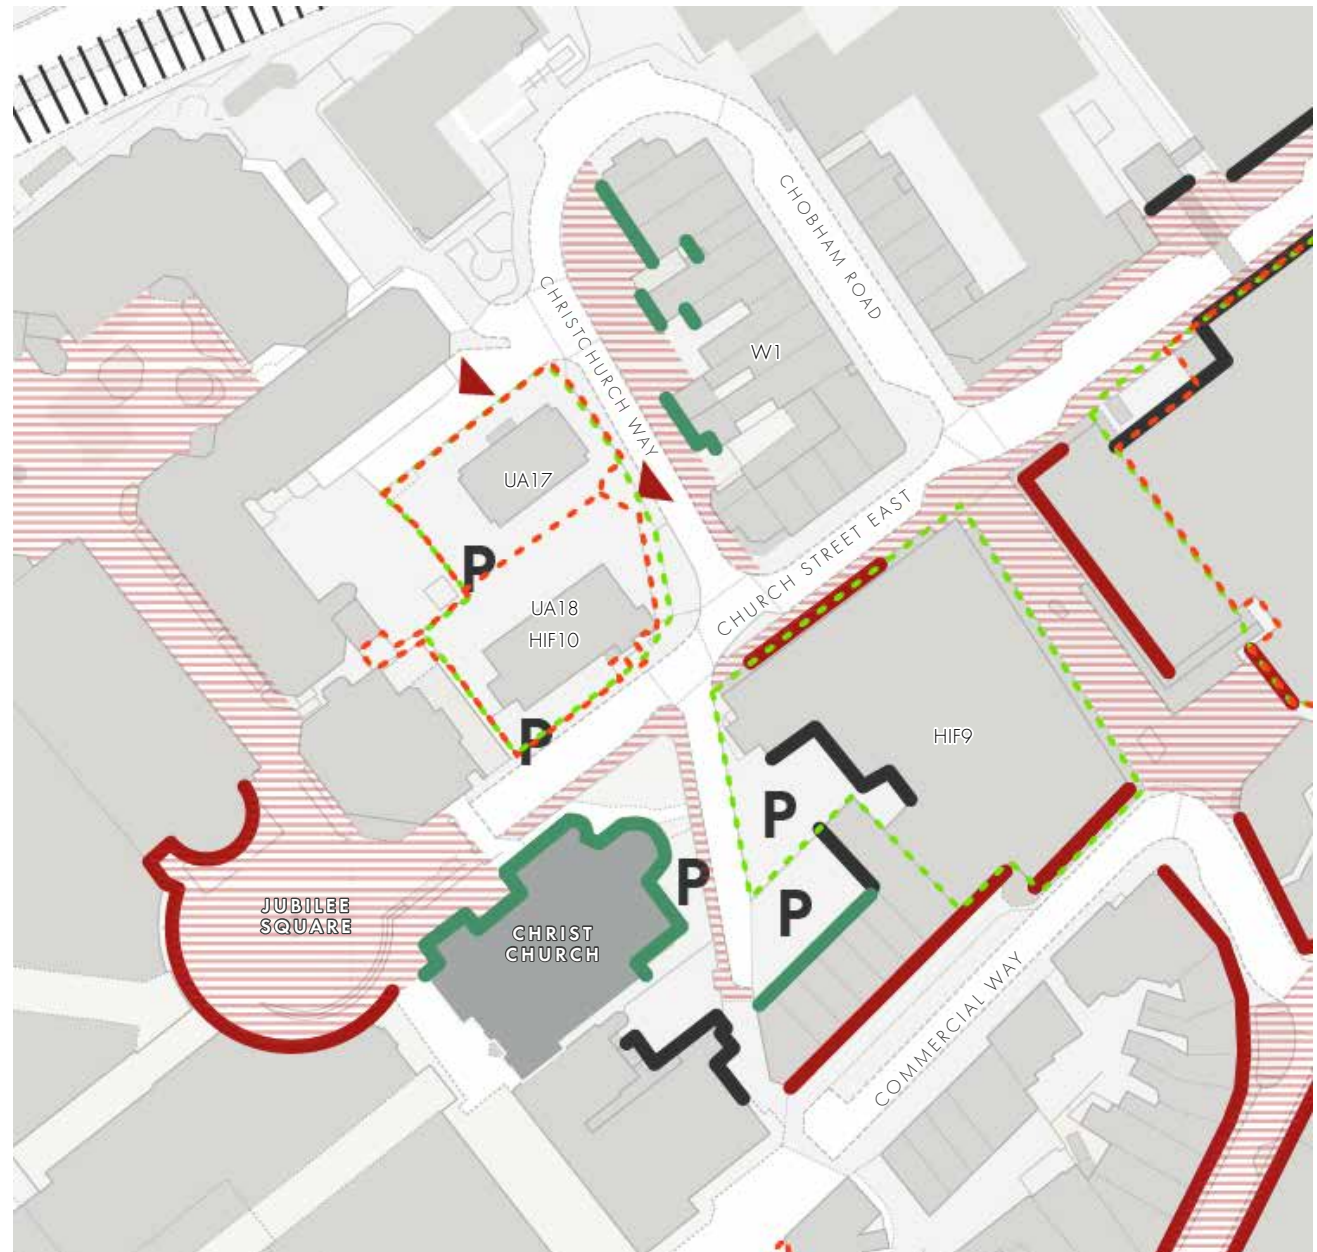 CHOBHAM ROAD
CHRISTCHURCH WAY
W1
UA17
CHURCH STREET EAST
P
UA18
HIF10
P
HIF9
P
P
P
JUBILEE
SQUARE
CHRIST
CHURCH
COMMERCIAL WAY